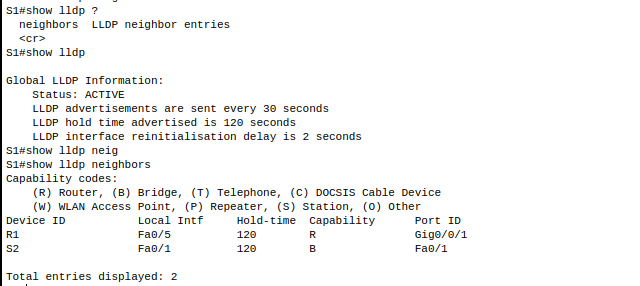 S1#show lldp ?
neighbors  LLDP neighbor entries
<cr>
S1#show lldp

Global LLDP Information:
    Status: ACTIVE
    LLDP advertisements are sent every 30 seconds
    LLDP hold time advertised is 120 seconds
    LLDP interface reinitialisation delay is 2 seconds
S1#show lldp neig
S1#show lldp neighbors
Capability codes:
    (R) Router, (B) Bridge, (T) Telephone, (C) DOCSIS Cable Device
    (W) WLAN Access Point, (P) Repeater, (S) Station, (O) Other
Device ID           Local Intf     Hold-time  Capability      Port ID
R1                  Fa0/5          120        R               Gig0/0/1
S2                  Fa0/1          120        B               Fa0/1

Total entries displayed: 2